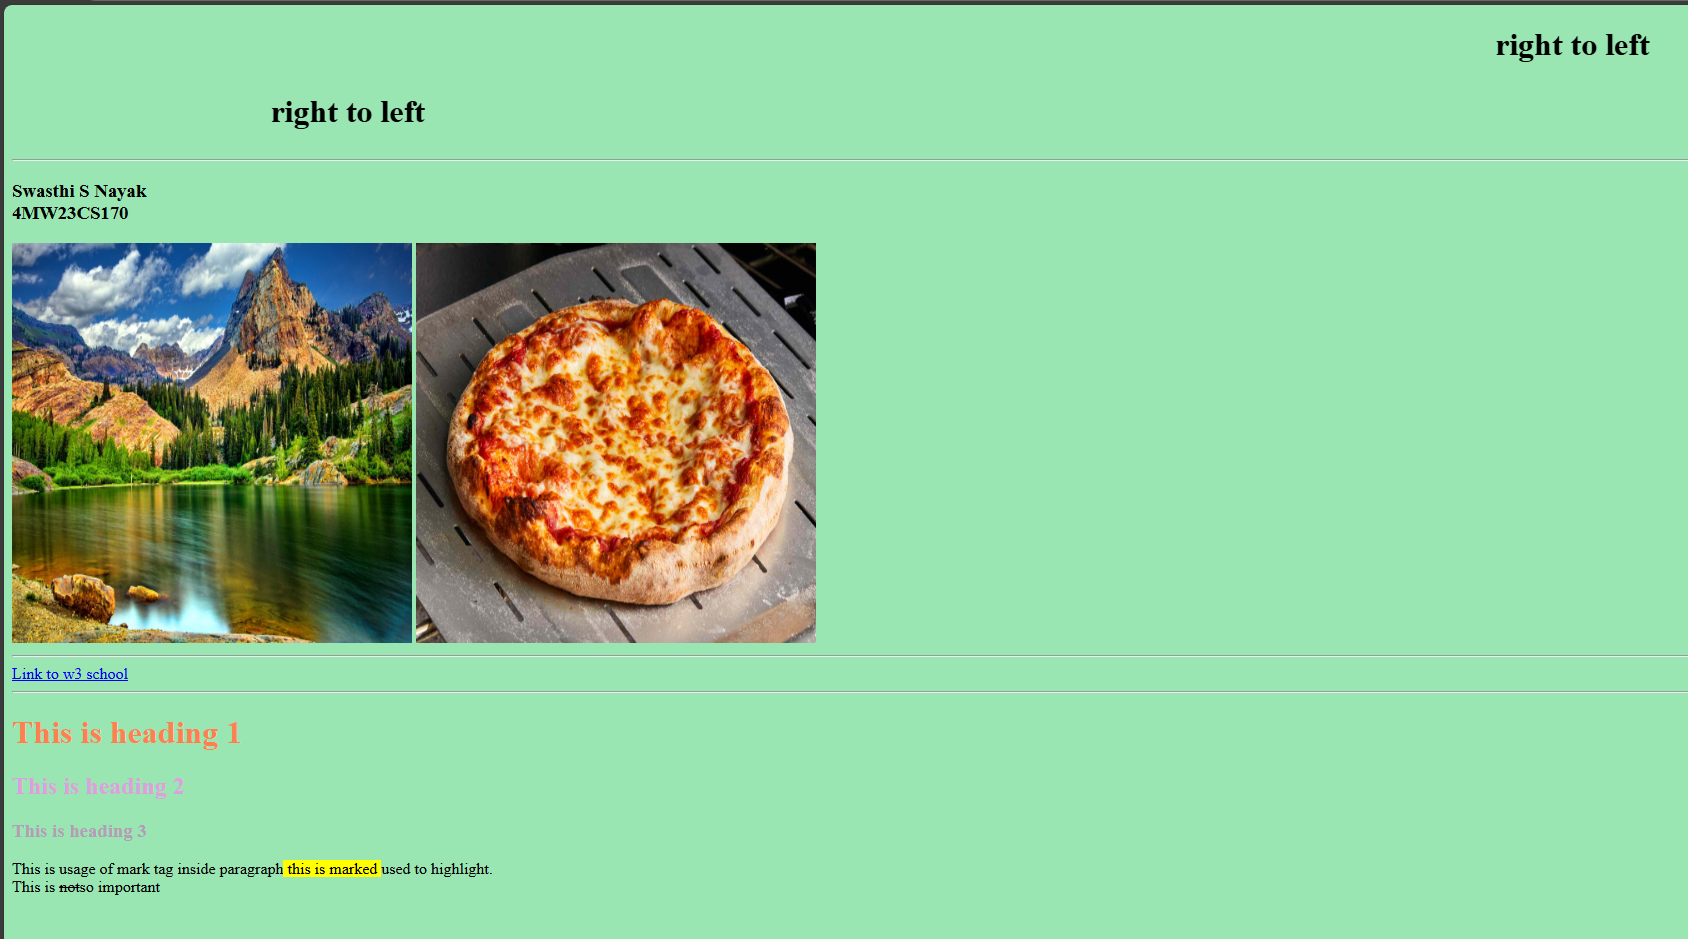 right to left
right to left
Swasthi S Nayak
4MW23CS170
Link to w3 school
This is heading 1
This is heading 2
This is heading 3
This is usage of mark tag inside paragraph this is marked used to highlight.
This is notso important